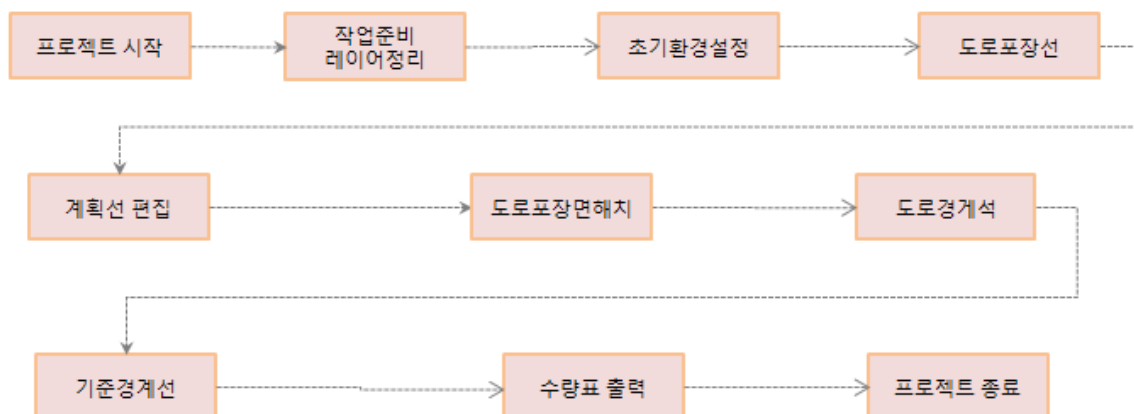 프로젝트 시작
작업준비
레이어정리
초기환경설정
도로포장선
계획선 편집
도로포장면해치
도로경게석
기준경계선
수량표 출력
프로젝트 종료